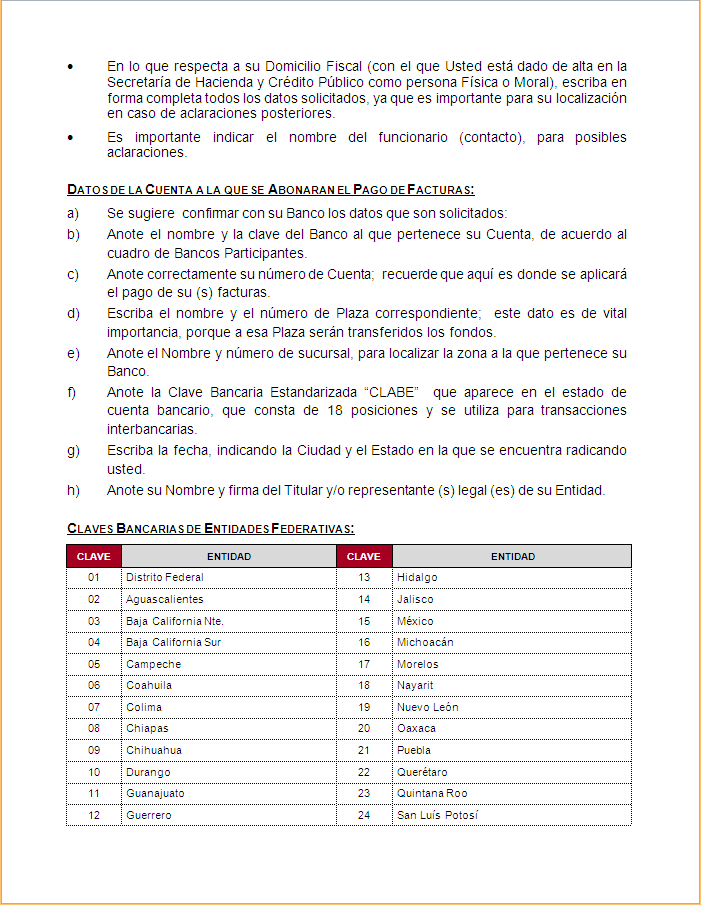 • En lo que respecta a su Domicilio Fiscal (con el que Usted está dado de alta en la
Secretaría de Hacienda y Crédito Público como persona Física o Moral), escriba en
forma completa todos los datos solicitados, ya que es importante para su localización
en caso de aclaraciones posteriores.
• Es importante indicar el nombre del funcionario (contacto), para posibles
aclaraciones.
DATOS DE LA CUENTA A LA QUE SE ABONARAN EL PAGO DE FACTURAS:
a) Se sugiere confirmar con su Banco los datos que son solicitados:
b) Anote el nombre y la clave del Banco al que pertenece su Cuenta, de acuerdo al
cuadro de Bancos Participantes.
c) Anote correctamente su número de Cuenta; recuerde que aquí es donde se aplicará
el pago de su (s) facturas.
d) Escriba el nombre y el número de Plaza correspondiente; este dato es de vital
importancia, porque a esa Plaza serán transferidos los fondos.
e) Anote el Nombre y número de sucursal, para localizar la zona a la que pertenece su
Banco.
f) Anote la Clave Bancaria Estandarizada “CLABE” que aparece en el estado de
cuenta bancario, que consta de 18 posiciones y se utiliza para transacciones
interbancarias.
g) Escriba la fecha, indicando la Ciudad y el Estado en la que se encuentra radicando
usted.
h) Anote su Nombre y firma del Titular y/o representante (s) legal (es) de su Entidad.
CLAVES BANCARIAS DE ENTIDADES FEDERATIVAS:
CLAVE ENTIDAD CLAVE ENTIDAD
01 Distrito Federal 13 Hidalgo
02 Aguascalientes 14 Jalisco
03 Baja California Nte. 15 México
04 Baja California Sur 16 Michoacán
05 Campeche 17 Morelos
06 Coahuila 18 Nayarit
07 Colima 19 Nuevo León
08 Chiapas 20 Oaxaca
09 Chihuahua 21 Puebla
10 Durango 22 Querétaro
11 Guanajuato 23 Quintana Roo
12 Guerrero 24 San Luís Potosí